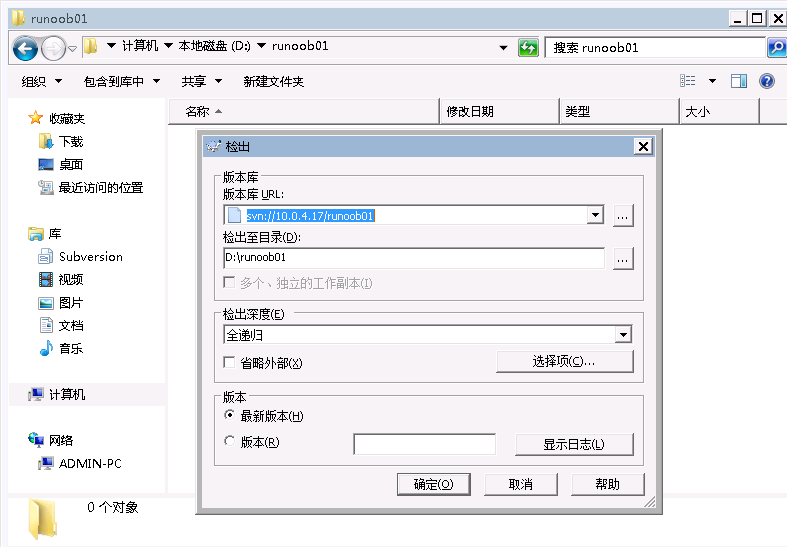 runoob01
计算机 本地磁盘 (D:) runoob01
搜索 runoob01
组织 包含到库中 共享 新建文件夹
名称 修改日期 类型 大小
收藏夹
下载
桌面
最近访问的位置
库
Subversion
视频
图片
文档
音乐
计算机
网络
ADMIN-PC
0 个对象
检出
版本库
版本库 URL:
svn://10.0.4.17/runoob01
...
检出至目录(D):
D:\runoob01
...
多个、独立的工作副本(I)
检出深度(E)
全递归
省略外部(X)
选择项(C)...
版本
最新版本(H)
版本(R)
显示日志(L)
确定(O) 取消 帮助